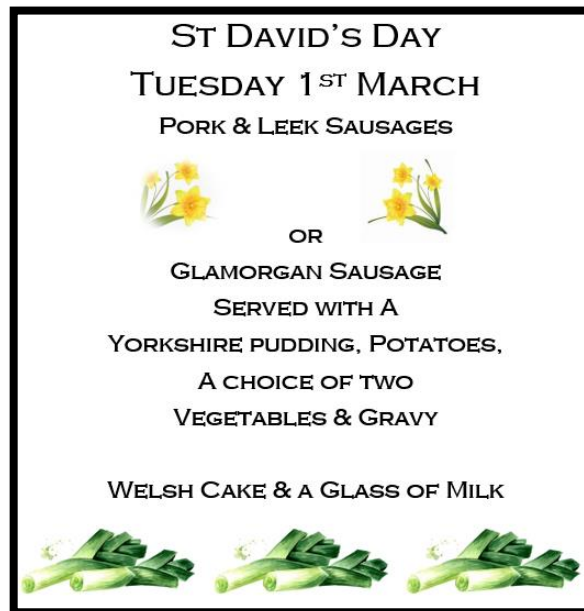 St David's Day
Tuesday 1st March
Pork & Leek Sausages
or
Glamorgan Sausage
Served with A
Yorkshire pudding, Potatoes,
A choice of two
Vegetables & Gravy
Welsh Cake & a Glass of Milk